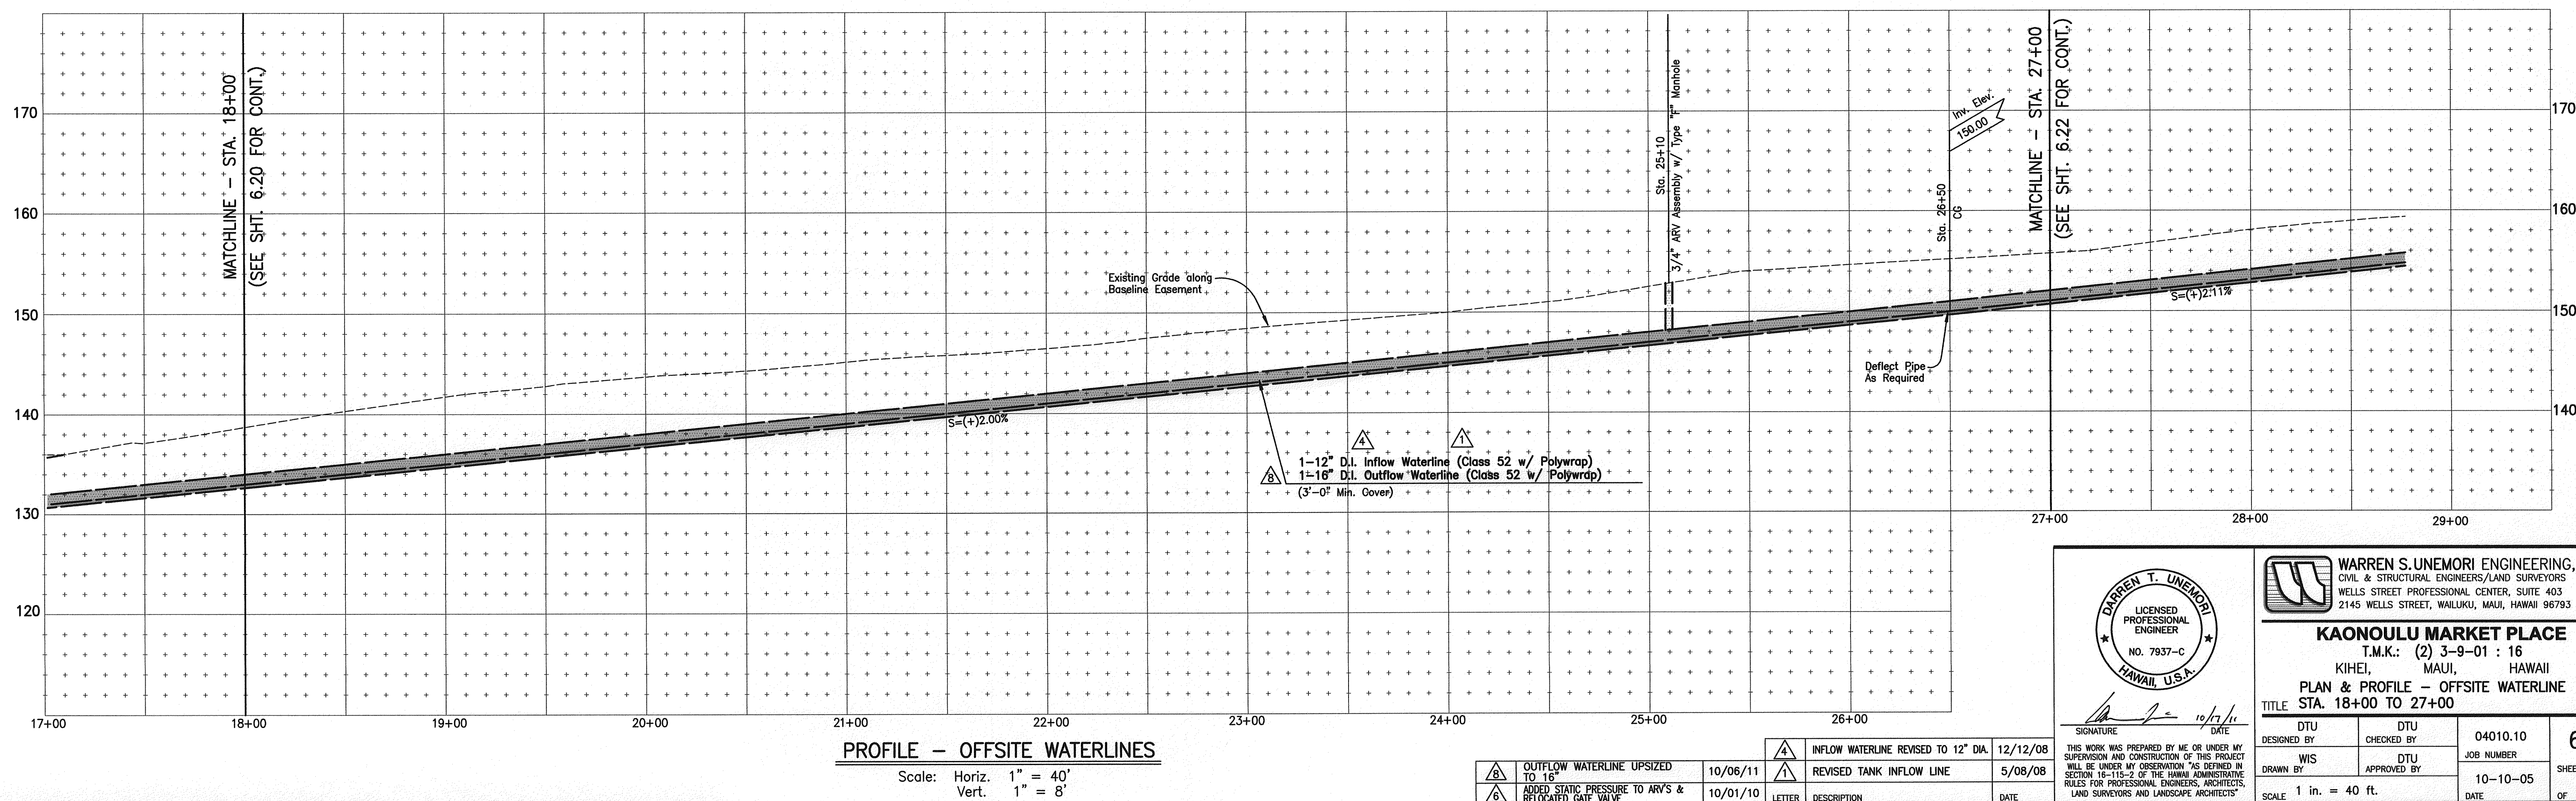 170
160
150
140
130
120
MATCHLINE – STA. 18+00
(SEE SHT. 6.20 FOR CONT.)
Existing Grade along
Baseline Easement
S=(+)2.00%
4
1
8
1–12" D.I. Inflow Waterline (Class 52 w/ Polywrap)
1–16" D.I. Outflow Waterline (Class 52 w/ Polywrap)
(3'–0" Min. Cover)
Sta. 25+10
3/4" ARV Assembly w/ Type "F" Manhole
Sta. 26+50
CG
Inv. Elev.
150.00
Deflect Pipe
As Required
MATCHLINE – STA. 27+00
(SEE SHT. 6.22 FOR CONT.)
S=(+)2.11%
170
160
150
140
27+00
28+00
29+00
17+00
18+00
19+00
20+00
21+00
22+00
23+00
24+00
25+00
26+00
PROFILE – OFFSITE WATERLINES
Scale: Horiz. 1" = 40'
Vert. 1" = 8'
8 OUTFLOW WATERLINE UPSIZED TO 16" 10/06/11
6 ADDED STATIC PRESSURE TO ARV'S & RELOCATED GATE VALVE 10/01/10
4 INFLOW WATERLINE REVISED TO 12" DIA. 12/12/08
1 REVISED TANK INFLOW LINE 5/08/08
LETTER DESCRIPTION DATE
DARREN T. UNEMORI
LICENSED
PROFESSIONAL
ENGINEER
NO. 7937–C
HAWAII, U.S.A.
10/17/11
SIGNATURE DATE
THIS WORK WAS PREPARED BY ME OR UNDER MY
SUPERVISION AND CONSTRUCTION OF THIS PROJECT
WILL BE UNDER MY OBSERVATION "AS DEFINED IN
SECTION 16–115–2 OF THE HAWAII ADMINISTRATIVE
RULES FOR PROFESSIONAL ENGINEERS, ARCHITECTS,
LAND SURVEYORS AND LANDSCAPE ARCHITECTS"
WARREN S. UNEMORI ENGINEERING,
CIVIL & STRUCTURAL ENGINEERS/LAND SURVEYORS
WELLS STREET PROFESSIONAL CENTER, SUITE 403
2145 WELLS STREET, WAILUKU, MAUI, HAWAII 96793
KAONOULU MARKET PLACE
T.M.K.: (2) 3–9–01 : 16
KIHEI, MAUI, HAWAII
PLAN & PROFILE – OFFSITE WATERLINE
TITLE STA. 18+00 TO 27+00
DTU
DESIGNED BY
DTU
CHECKED BY
04010.10
JOB NUMBER
WIS
DRAWN BY
DTU
APPROVED BY
10–10–05
DATE
SCALE 1 in. = 40 ft.
6
SHEE
OF